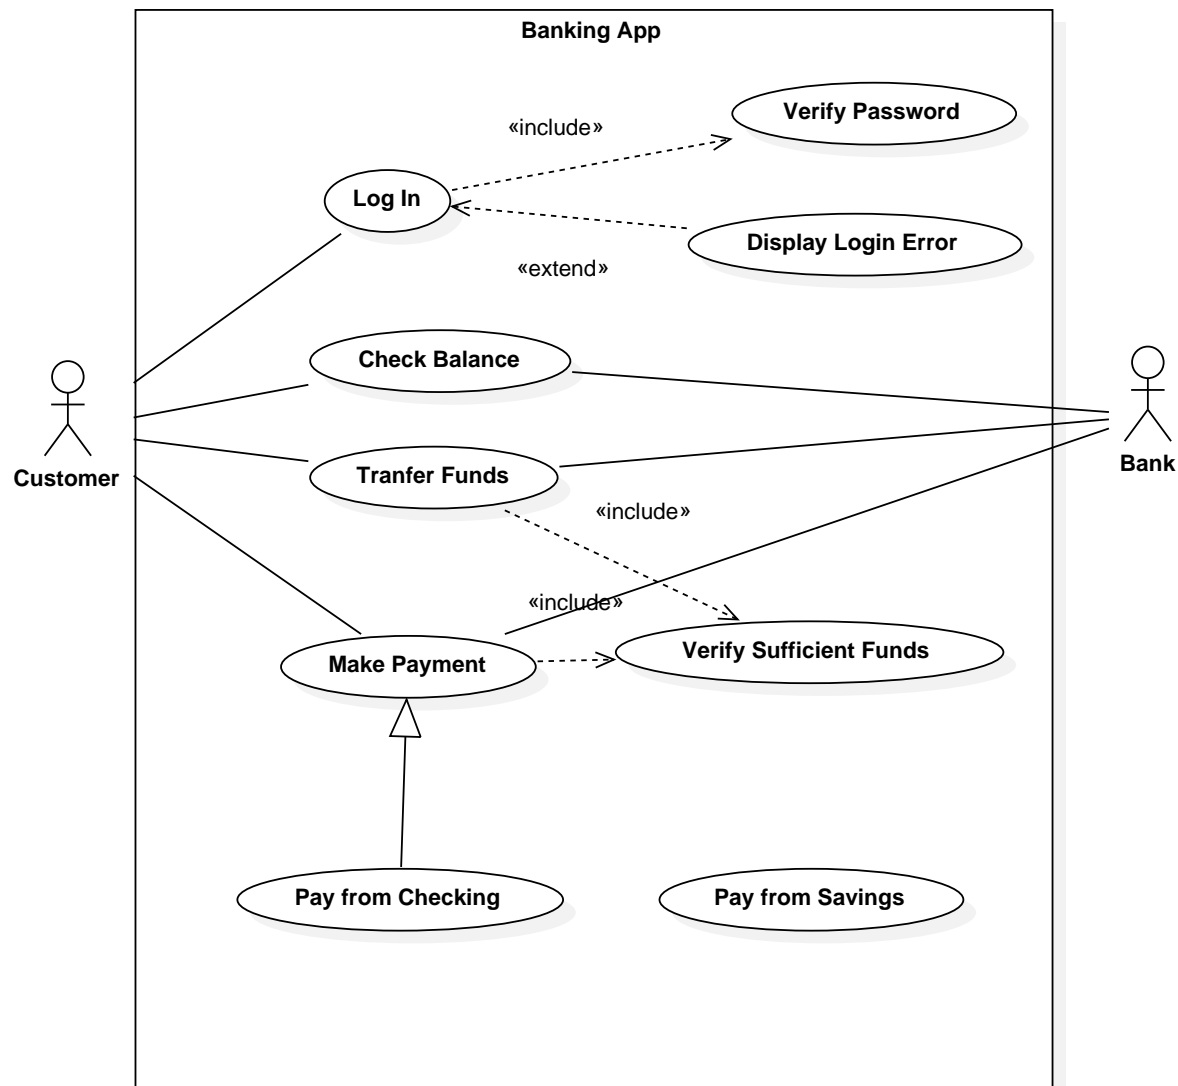 Banking App
Verify Password
«include»
Log In
Display Login Error
«extend»
Check Balance
Customer
Bank
Tranfer Funds
«include»
«include»
Make Payment
Verify Sufficient Funds
Pay from Checking
Pay from Savings